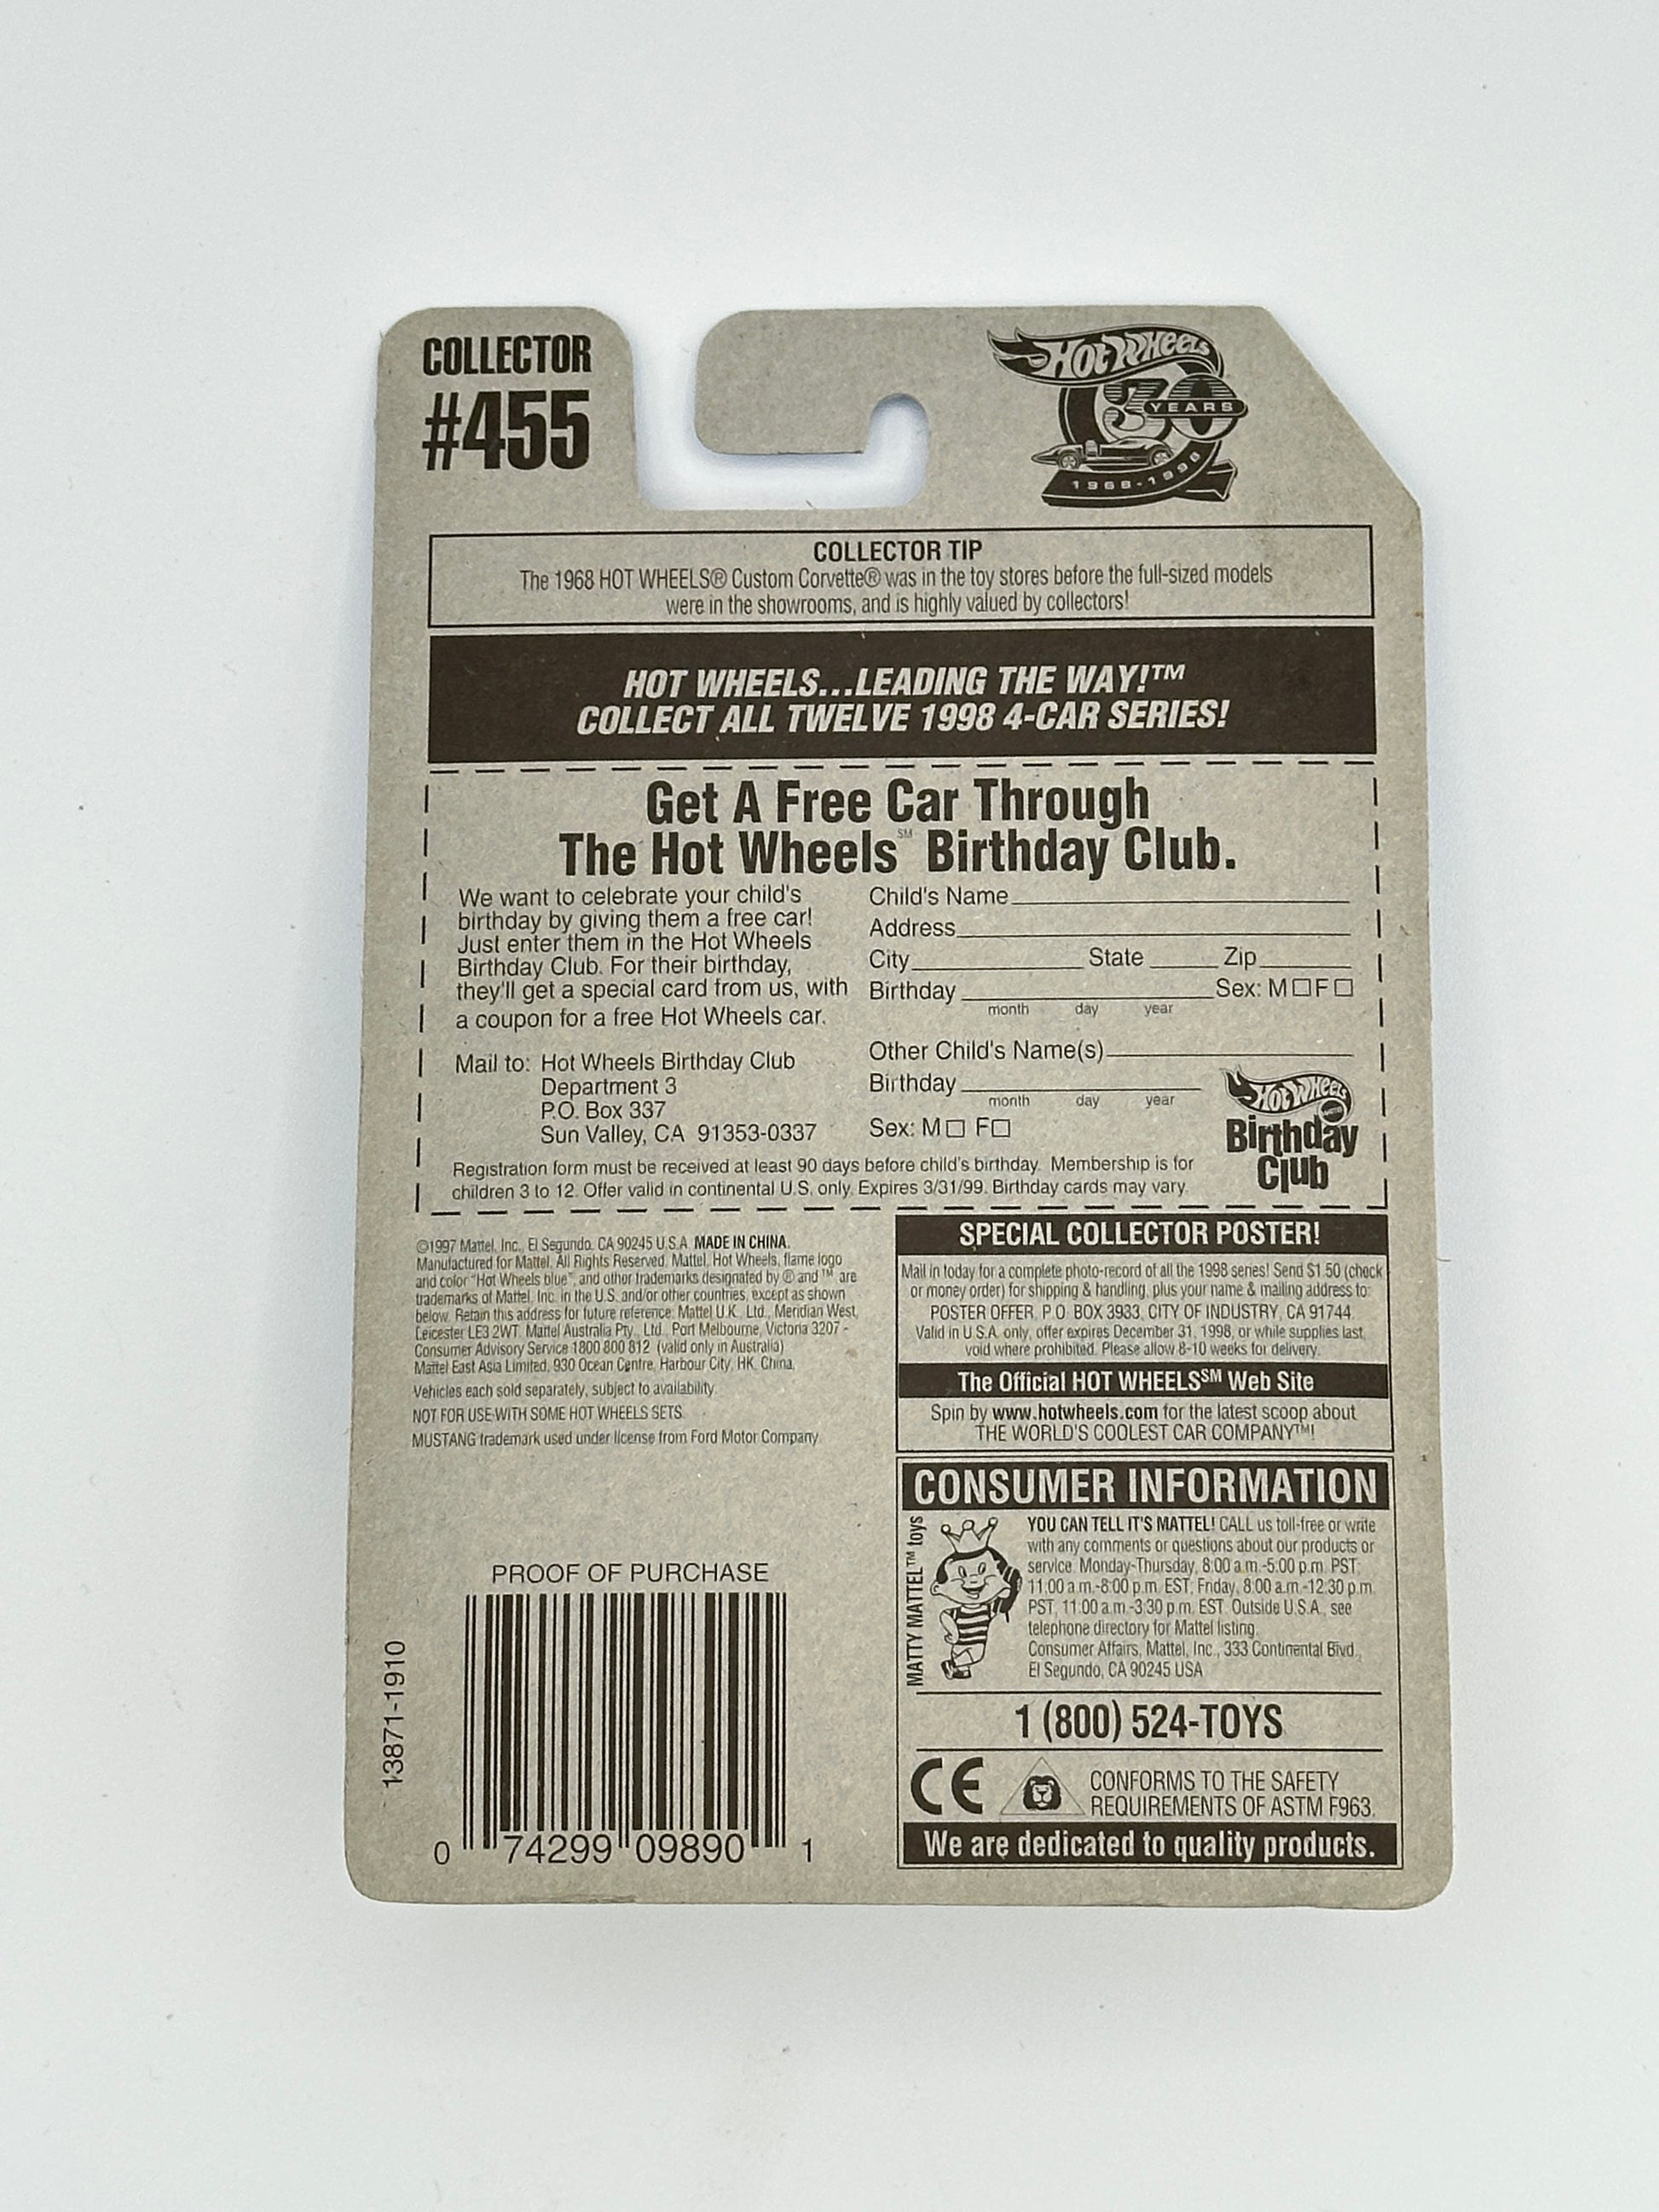 COLLECTOR
#455
Hot Wheels
30
YEARS
1968-1998
COLLECTOR TIP
The 1968 HOT WHEELS® Custom Corvette® was in the toy stores before the full-sized models
were in the showrooms, and is highly valued by collectors!
HOT WHEELS...LEADING THE WAY!™
COLLECT ALL TWELVE 1998 4-CAR SERIES!
Get A Free Car Through
The Hot Wheels℠ Birthday Club.
We want to celebrate your child's
birthday by giving them a free car!
Just enter them in the Hot Wheels
Birthday Club. For their birthday,
they'll get a special card from us, with
a coupon for a free Hot Wheels car.
Mail to: Hot Wheels Birthday Club
Department 3
P.O. Box 337
Sun Valley, CA 91353-0337
Child's Name
Address
City State Zip
Birthday Sex: M□F□
month day year
Other Child's Name(s)
Birthday
month day year
Sex: M□ F□
Hot Wheels
Birthday
Club
Registration form must be received at least 90 days before child's birthday. Membership is for
children 3 to 12. Offer valid in continental U.S. only. Expires 3/31/99. Birthday cards may vary.
©1997 Mattel, Inc., El Segundo, CA 90245 U.S.A. MADE IN CHINA.
Manufactured for Mattel. All Rights Reserved. Mattel, Hot Wheels, flame logo
and color "Hot Wheels blue", and other trademarks designated by ® and ™ are
trademarks of Mattel, Inc. in the U.S. and/or other countries, except as shown
below. Retain this address for future reference: Mattel U.K. Ltd., Meridian West,
Leicester LE3 2WT. Mattel Australia Pty., Ltd., Port Melbourne, Victoria 3207 -
Consumer Advisory Service 1800 800 812 (valid only in Australia)
Mattel East Asia Limited, 930 Ocean Centre, Harbour City, HK, China.
Vehicles each sold separately, subject to availability.
NOT FOR USE WITH SOME HOT WHEELS SETS.
MUSTANG trademark used under license from Ford Motor Company.
SPECIAL COLLECTOR POSTER!
Mail in today for a complete photo-record of all the 1998 series! Send $1.50 (check
or money order) for shipping & handling, plus your name & mailing address to:
POSTER OFFER, P.O. BOX 3933, CITY OF INDUSTRY, CA 91744.
Valid in U.S.A. only, offer expires December 31, 1998, or while supplies last,
void where prohibited. Please allow 8-10 weeks for delivery.
The Official HOT WHEELS℠ Web Site
Spin by www.hotwheels.com for the latest scoop about
THE WORLD'S COOLEST CAR COMPANY™!
CONSUMER INFORMATION
MATTY MATTEL™ toys
YOU CAN TELL IT'S MATTEL! CALL us toll-free or write
with any comments or questions about our products or
service. Monday-Thursday, 8:00 a.m.-5:00 p.m. PST;
11:00 a.m.-8:00 p.m. EST; Friday, 8:00 a.m.-12:30 p.m.
PST, 11:00 a.m.-3:30 p.m. EST. Outside U.S.A., see
telephone directory for Mattel listing.
Consumer Affairs, Mattel, Inc., 333 Continental Blvd.,
El Segundo, CA 90245 USA
1 (800) 524-TOYS
CE
CONFORMS TO THE SAFETY
REQUIREMENTS OF ASTM F963.
We are dedicated to quality products.
PROOF OF PURCHASE
13871-1910
0 74299 09890 1